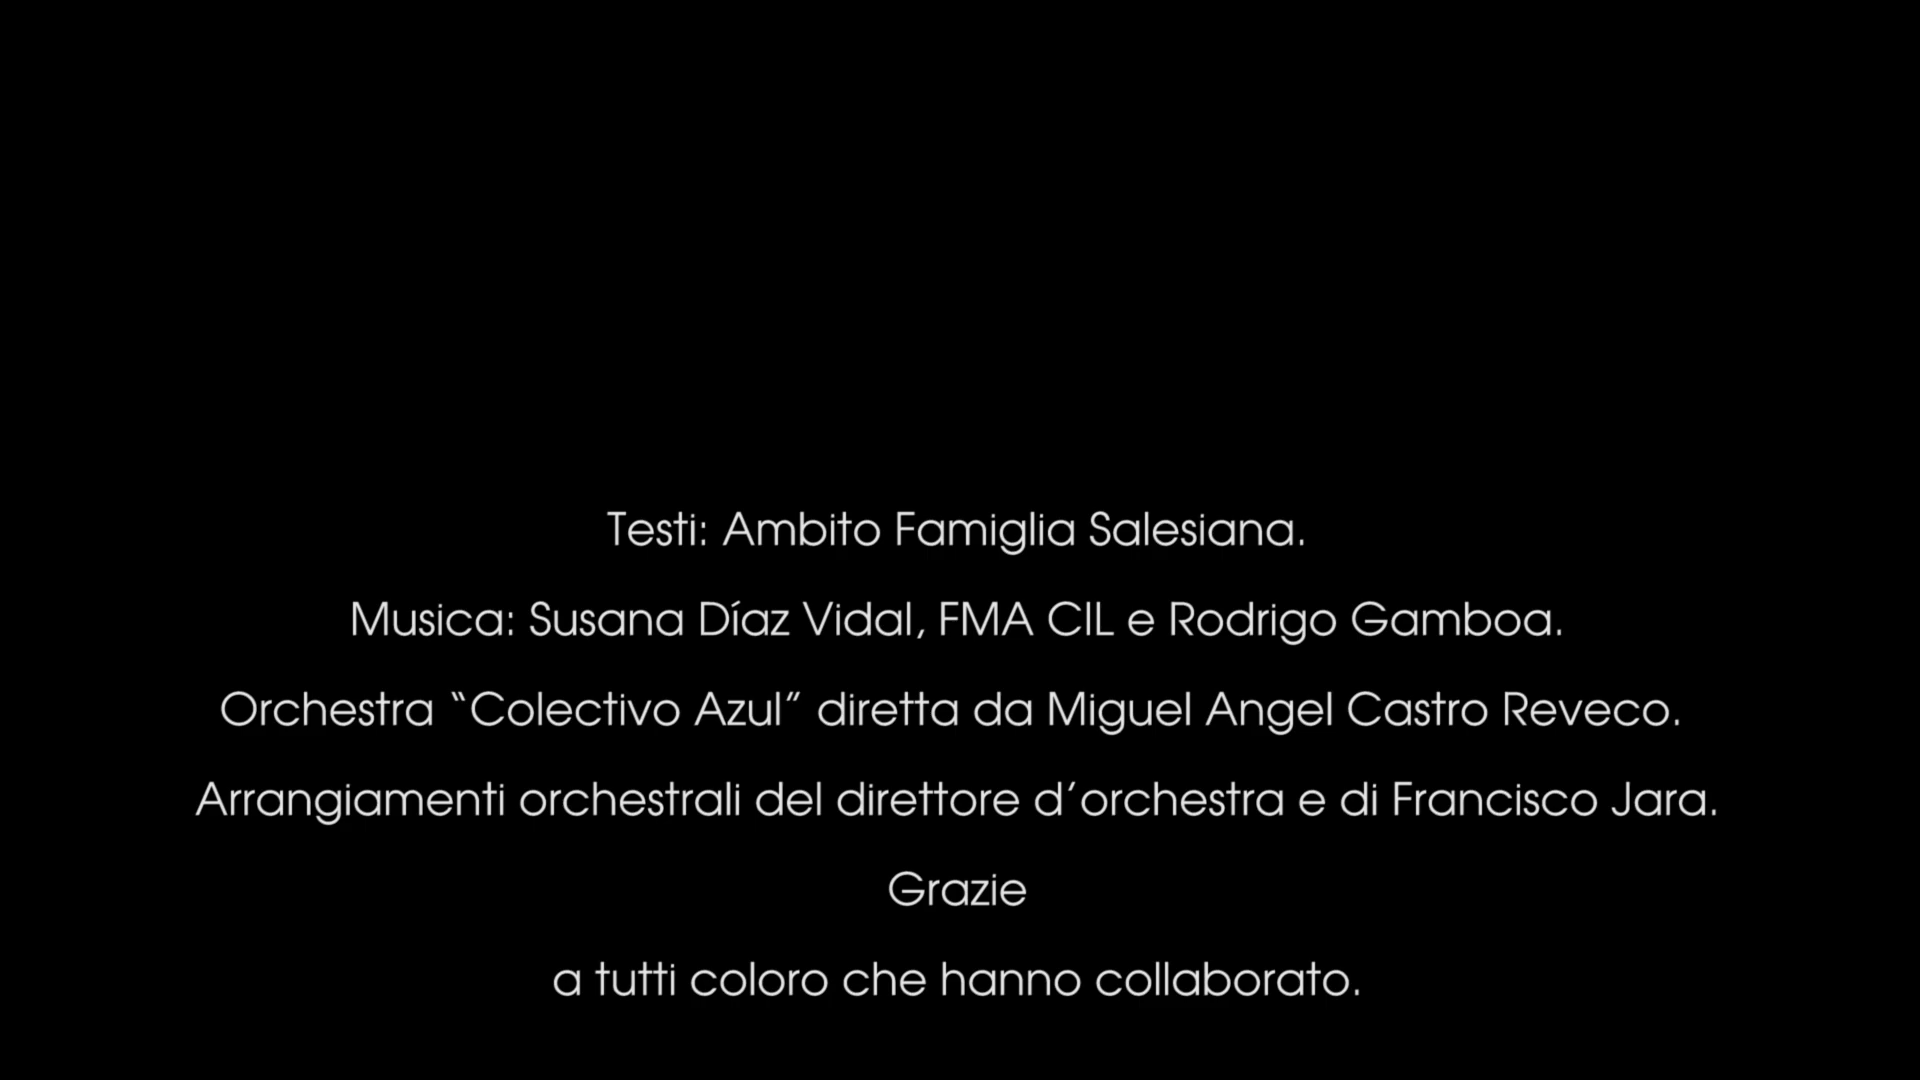 Testi: Ambito Famiglia Salesiana.
Musica: Susana Díaz Vidal, FMA CIL e Rodrigo Gamboa.
Orchestra “Colectivo Azul” diretta da Miguel Angel Castro Reveco.
Arrangiamenti orchestrali del direttore d’orchestra e di Francisco Jara.
Grazie
a tutti coloro che hanno collaborato.